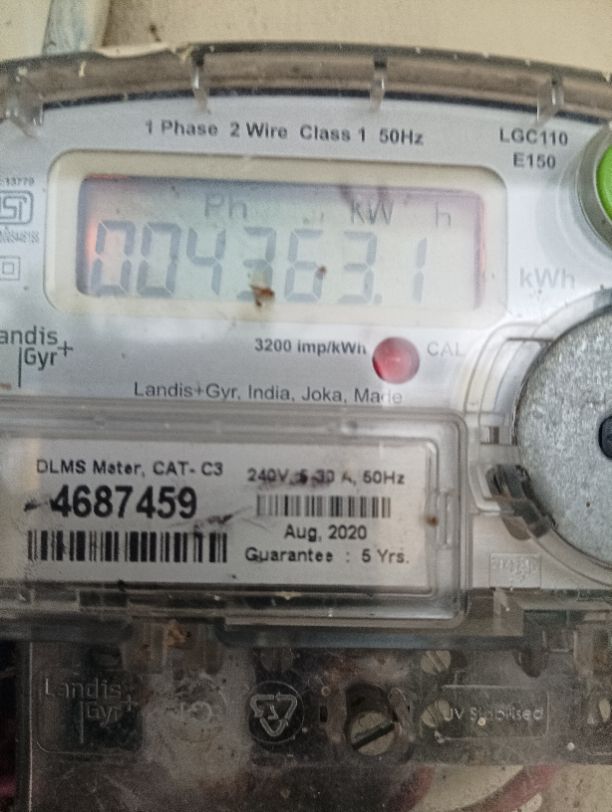 1 Phase 2 Wire Class 1 50Hz
LGC110
E150
Ph KW h
004363.1
kWh
Landis
Gyr+
3200 imp/kWh
CAL
Landis+Gyr, India, Joka, Made
DLMS Meter, CAT- C3
4687459
240V, 5-30 A, 50Hz
Aug, 2020
Guarantee : 5 Yrs.
Landis
Gyr+
UV Stabilised